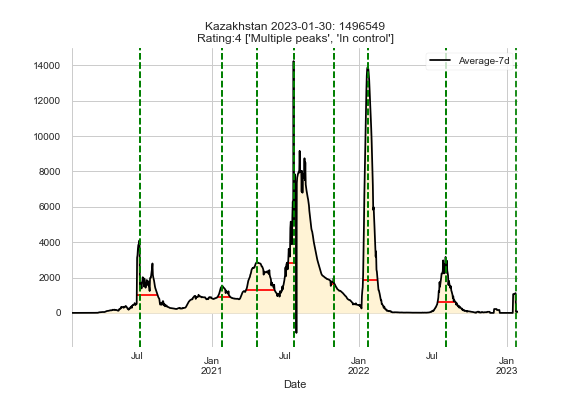 Kazakhstan 2023-01-30: 1496549
Rating:4 ['Multiple peaks', 'In control']
Average-7d
14000
12000
10000
8000
6000
4000
2000
0
Jul
Jan
2021
Jul
Jan
2022
Jul
Jan
2023
Date